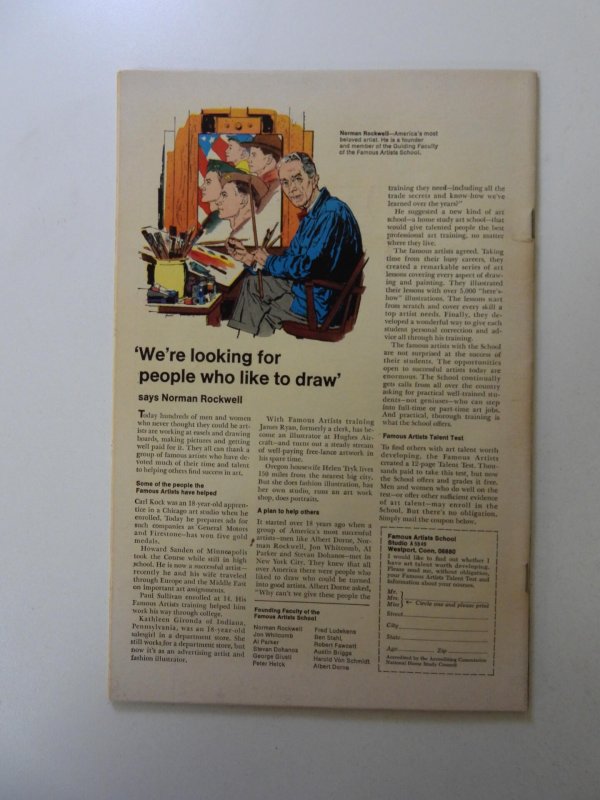 Norman Rockwell—America's most
beloved artist. He is a founder
and member of the Guiding Faculty
of the Famous Artists School.
'We're looking for
people who like to draw'
says Norman Rockwell
Today hundreds of men and women
who never thought they could be art-
ists are working at easels and drawing
boards, making pictures and getting
well paid for it. They all can thank a
group of famous artists who have de-
voted much of their time and talent
to helping others find success in art.
Some of the people the
Famous Artists have helped
Carl Kock was an 18-year-old appren-
tice in a Chicago art studio when he
enrolled. Today he prepares ads for
such companies as General Motors
and Firestone—has won five gold
medals.
Howard Sanden of Minneapolis
took the Course while still in high
school. He is now a successful artist—
recently he and his wife traveled
through Europe and the Middle East
on important art assignments.
Paul Sullivan enrolled at 14. His
Famous Artists training helped him
work his way through college.
Kathleen Gironda of Indiana,
Pennsylvania, was an 18-year-old
salesgirl in a department store. She
still works for a department store, but
now it's as an advertising artist and
fashion illustrator.
With Famous Artists training
James Ryan, formerly a clerk, has be-
come an illustrator at Hughes Air-
craft—and turns out a steady stream
of well-paying free-lance artwork in
his spare time.
Oregon housewife Helen Tryk lives
150 miles from the nearest big city.
But she does fashion illustration, has
her own studio, runs an art work
shop, does portraits.
A plan to help others
It started over 18 years ago when a
group of America's most successful
artists—men like Albert Dorne, Nor-
man Rockwell, Jon Whitcomb, Al
Parker and Stevan Dohanos—met in
New York City. They knew that all
over America there were people who
liked to draw who could be turned
into good artists. Albert Dorne asked,
"Why can't we give these people the
Founding Faculty of the
Famous Artists School
Norman Rockwell
Jon Whitcomb
Al Parker
Stevan Dohanos
George Giusti
Peter Helck
Fred Ludekens
Ben Stahl
Robert Fawcett
Austin Briggs
Harold Von Schmidt
Albert Dorne
training they need—including all the
trade secrets and know-how we've
learned over the years?"
He suggested a new kind of art
school—a home study art school—that
would give talented people the best
professional art training, no matter
where they live.
The famous artists agreed. Taking
time from their busy careers, they
created a remarkable series of art
lessons covering every aspect of draw-
ing and painting. They illustrated
their lessons with over 5,000 "here's-
how" illustrations. The lessons start
from scratch and cover every skill a
top artist needs. Finally, they de-
veloped a wonderful way to give each
student personal correction and ad-
vice all through his training.
The famous artists with the School
are not surprised at the success of
their students. The opportunities
open to successful artists today are
enormous. The School continually
gets calls from all over the country
asking for practical well-trained stu-
dents—not geniuses—who can step
into full-time or part-time art jobs.
And practical, thorough training is
what the School offers.
Famous Artists Talent Test
To find others with art talent worth
developing, the Famous Artists
created a 12-page Talent Test. Thou-
sands paid to take this test, but now
the School offers and grades it free.
Men and women who do well on the
test—or offer other sufficient evidence
of art talent—may enroll in the
School. But there's no obligation.
Simply mail the coupon below.
Famous Artists School
Studio
Westport, Conn. 06880
I would like to find out whether I
have art talent worth developing.
Please send me, without obligation,
your Famous Artists Talent Test and
information about your courses.
Mr.
Mrs.
Miss
Circle one and please print
Street
City
State
Age Zip
Accredited by the Accrediting Commission
National Home Study Council